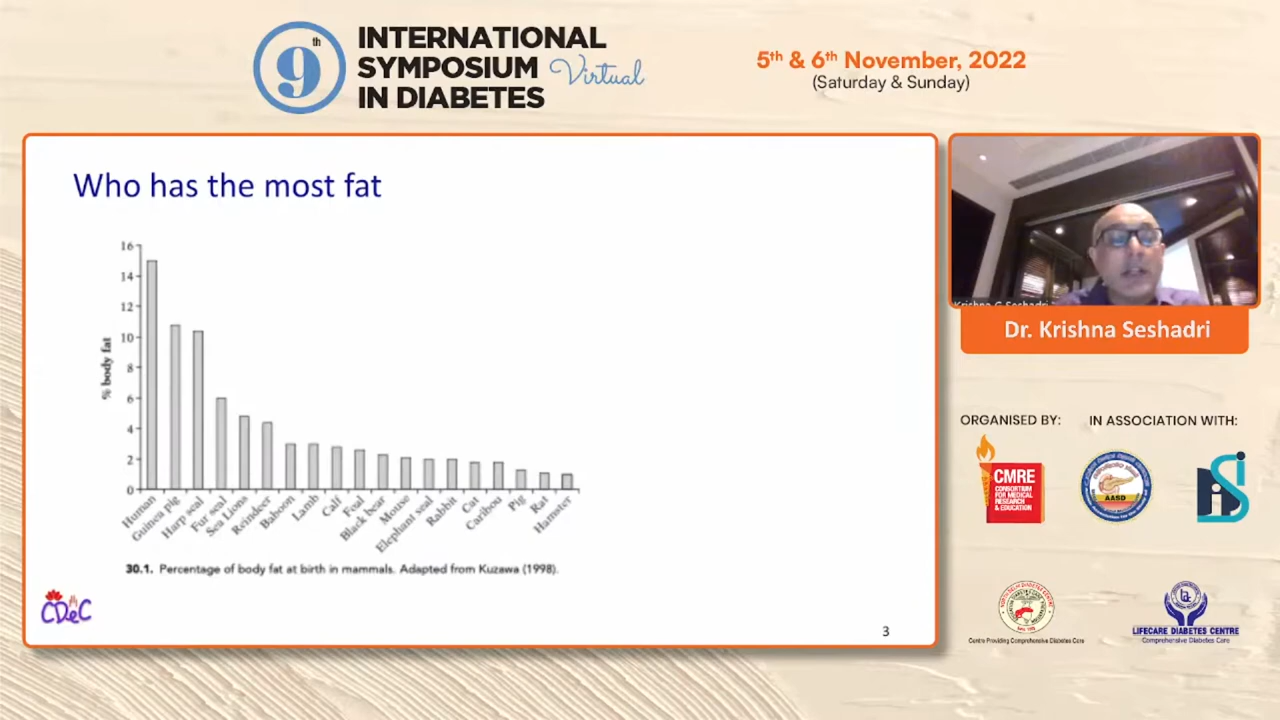 9th
INTERNATIONAL
SYMPOSIUM Virtual
IN DIABETES
5th & 6th November, 2022
(Saturday & Sunday)
Who has the most fat
% body fat
16
14
12
10
8
6
4
2
0
Human
Guinea pig
Harp seal
Fur seal
Sea Lions
Reindeer
Baboon
Lamb
Calf
Foal
Black bear
Mouse
Elephant seal
Rabbit
Cat
Caribou
Pig
Rat
Hamster
30.1. Percentage of body fat at birth in mammals. Adapted from Kuzawa (1998).
CDeC
3
Krishna G Seshadri
Dr. Krishna Seshadri
ORGANISED BY:
IN ASSOCIATION WITH:
CMRE
CONSORTIUM
FOR MEDICAL
RESEARCH
& EDUCATION
AASD
Centre Providing Comprehensive Diabetes Care
LIFECARE DIABETES CENTRE
Comprehensive Diabetes Care